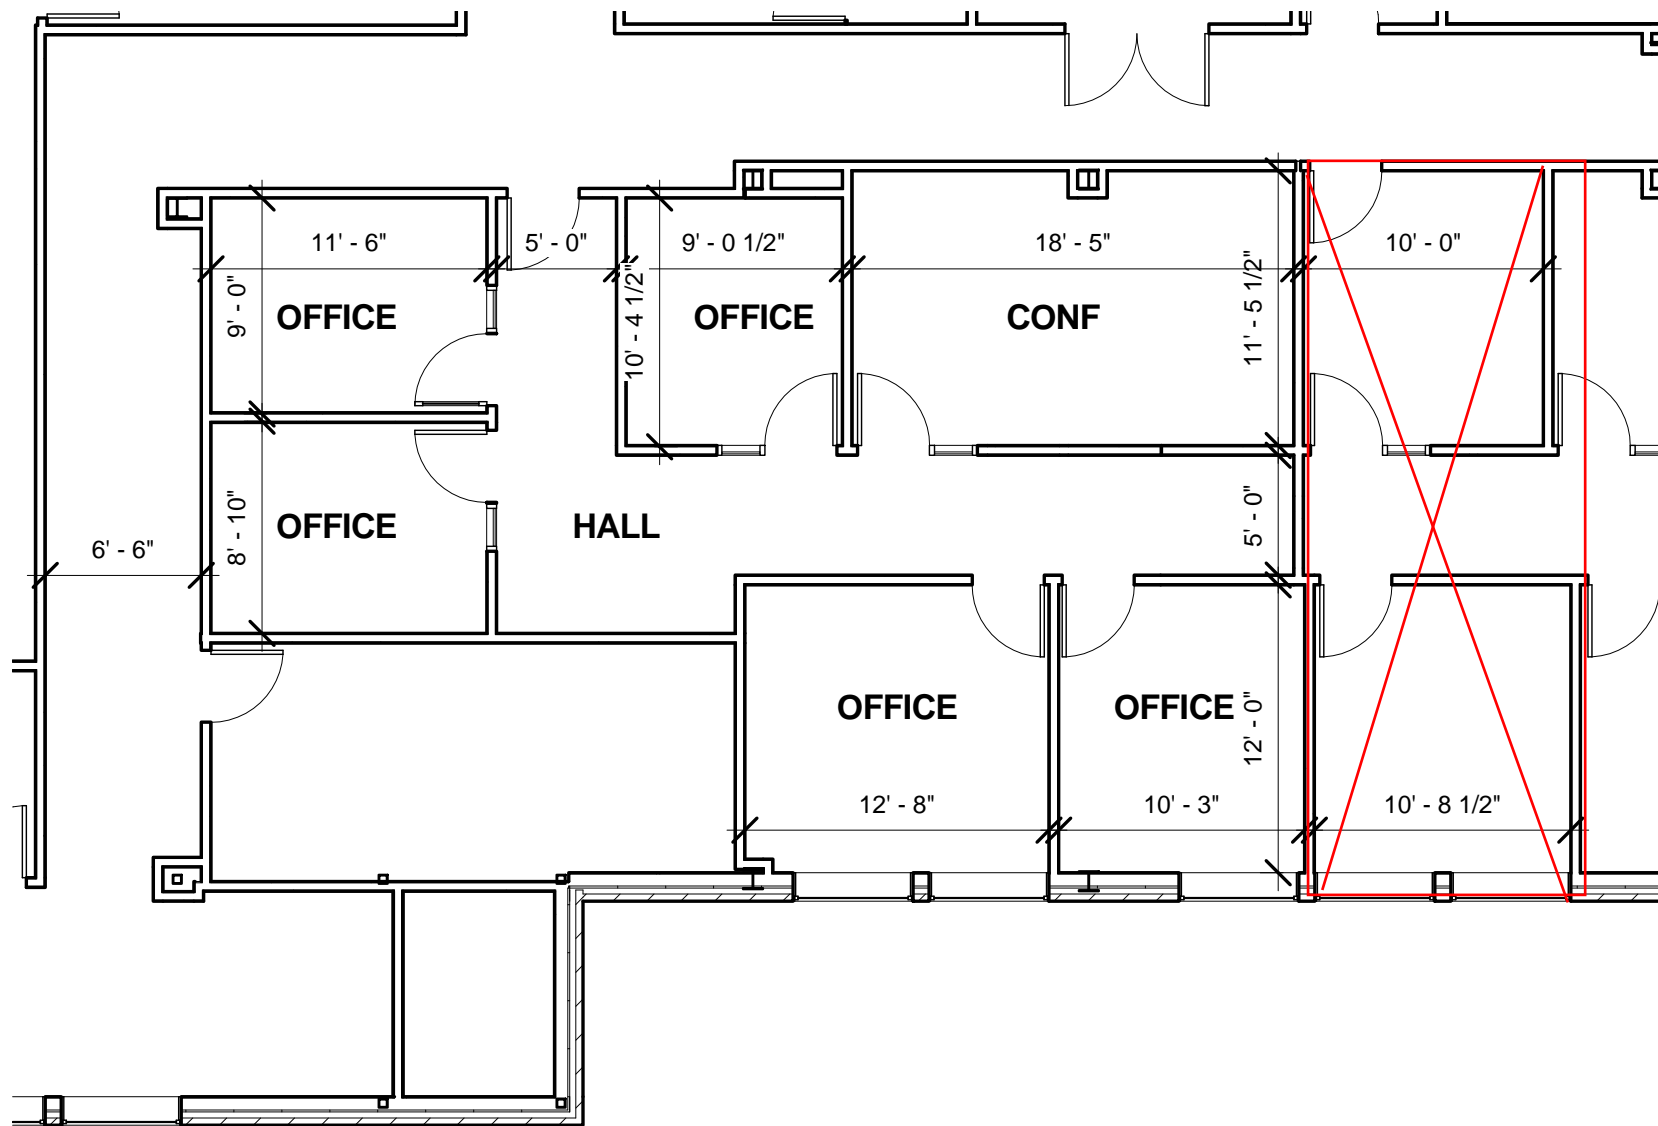 11' - 6"
5' - 0"
9' - 0 1/2"
18' - 5"
10' - 0"
9' - 0"
OFFICE
10' - 4 1/2"
OFFICE
CONF
11' - 5 1/2"
8' - 10"
OFFICE
HALL
5' - 0"
6' - 6"
OFFICE
OFFICE
12' - 0"
12' - 8"
10' - 3"
10' - 8 1/2"